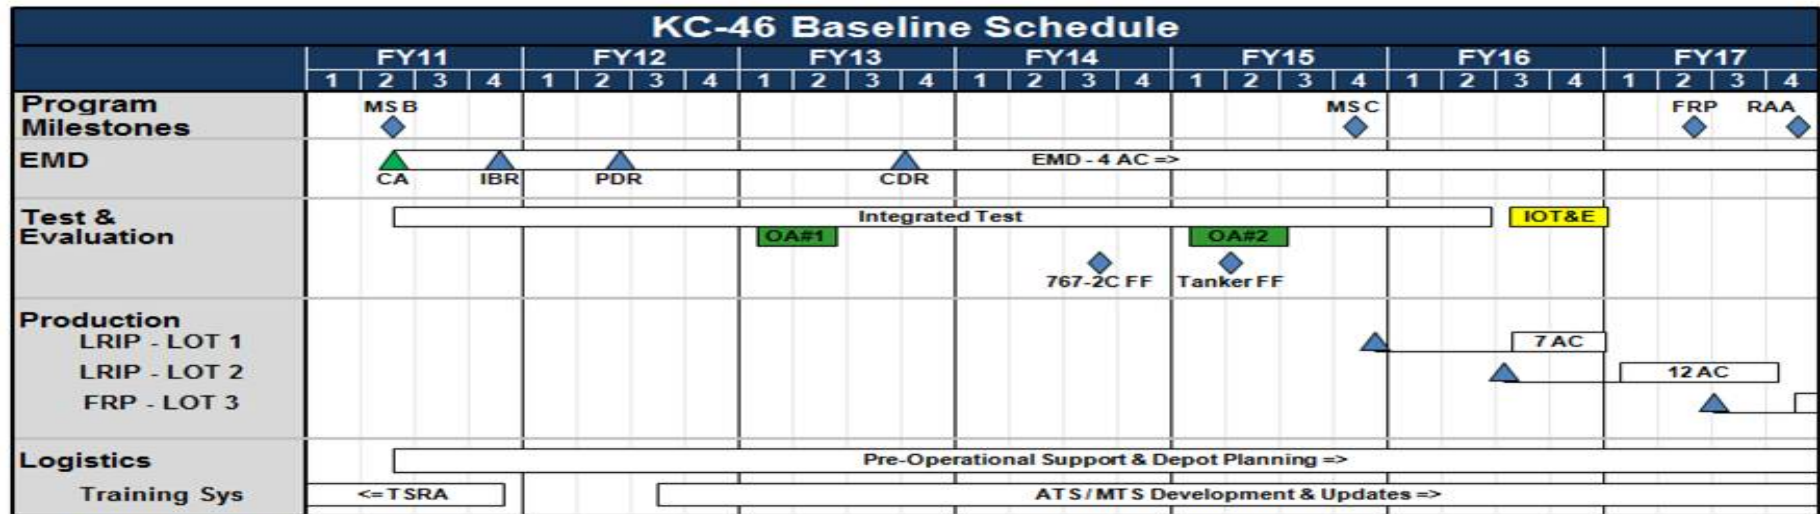 KC-46 Baseline Schedule
FY11 FY12 FY13 FY14 FY15 FY16 FY17
1 2 3 4 1 2 3 4 1 2 3 4 1 2 3 4 1 2 3 4 1 2 3 4 1 2 3 4
Program
Milestones
MSB MSC FRP RAA
EMD
EMD - 4 AC =>
CA IBR PDR CDR
Test &
Evaluation
Integrated Test IOT&E
OA#1 OA#2
767-2C FF Tanker FF
Production
LRIP - LOT 1 7 AC
LRIP - LOT 2 12 AC
FRP - LOT 3
Logistics Pre-Operational Support & Depot Planning =>
Training Sys <= TSRA ATS / MTS Development & Updates =>